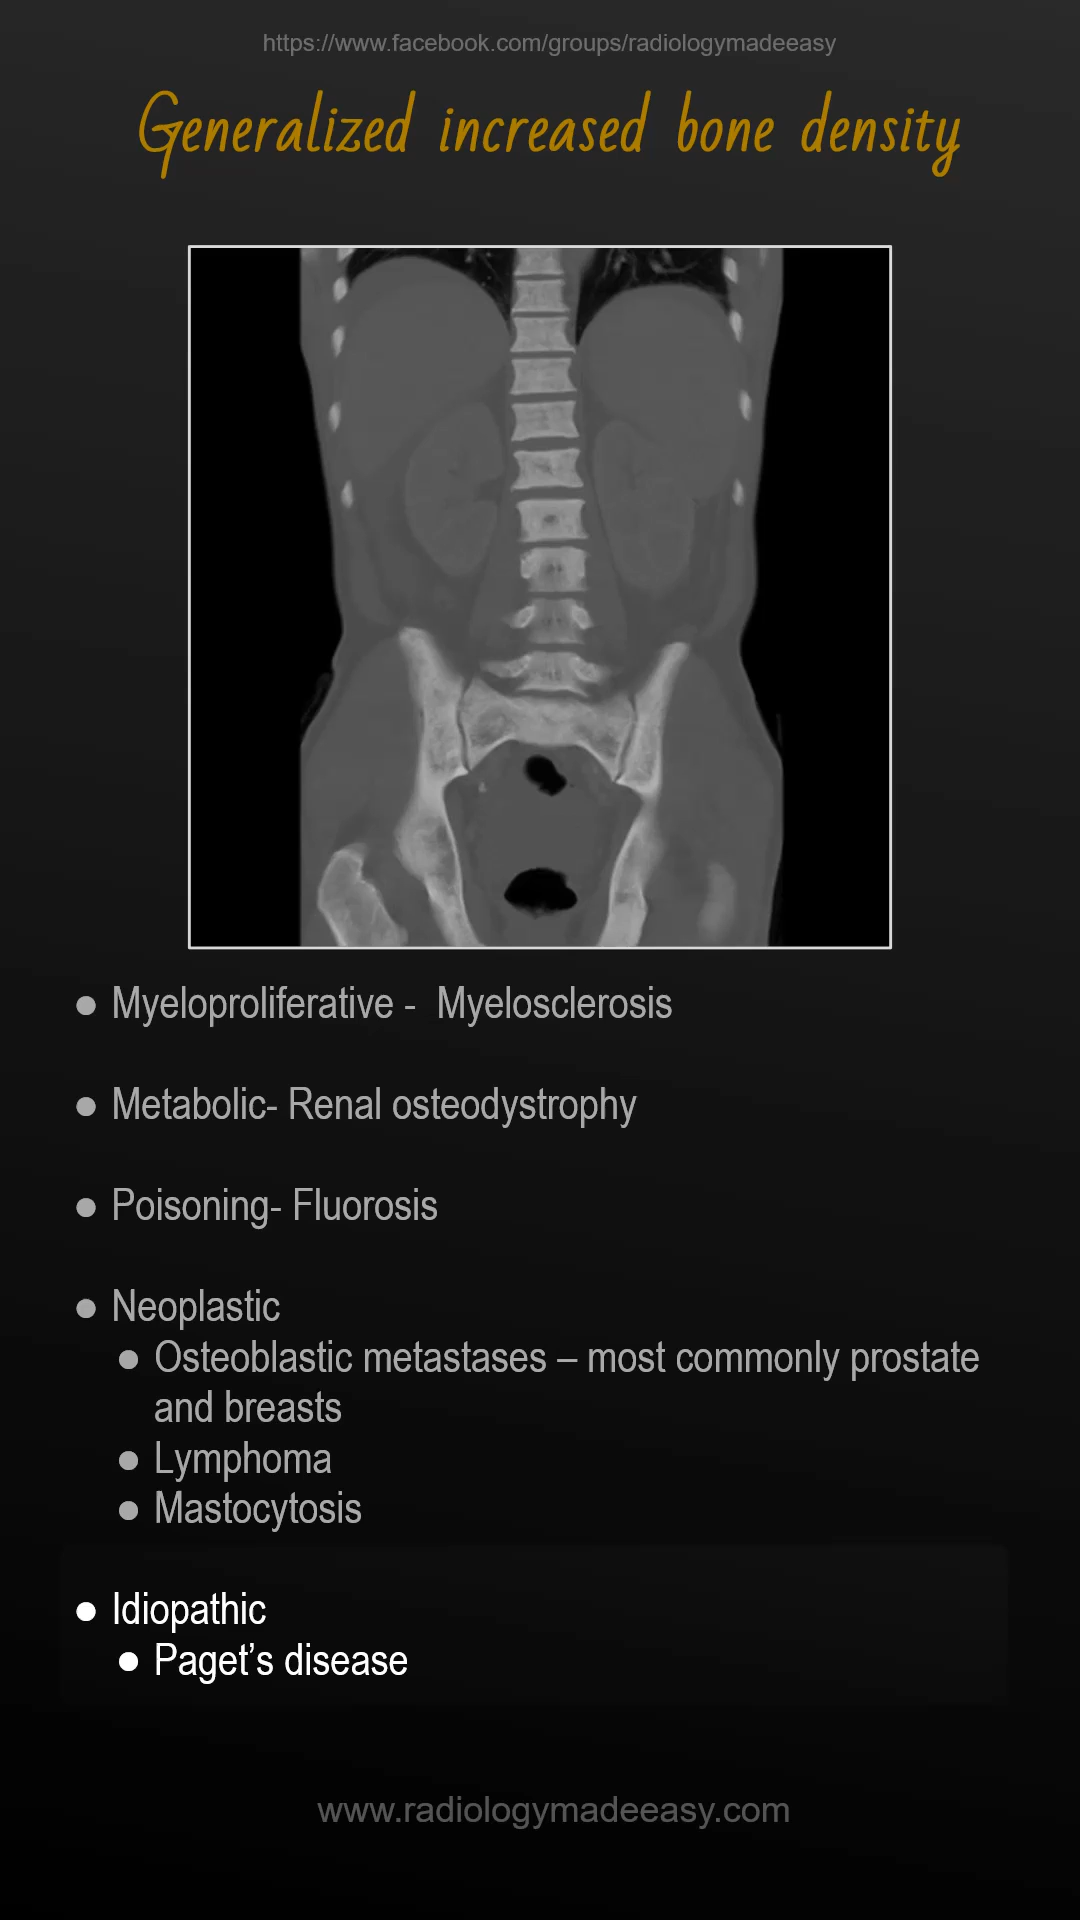 https://www.facebook.com/groups/radiologymadeeasy
Generalized increased bone density
● Myeloproliferative - Myelosclerosis
● Metabolic- Renal osteodystrophy
● Poisoning- Fluorosis
● Neoplastic
● Osteoblastic metastases – most commonly prostate
and breasts
● Lymphoma
● Mastocytosis
● Idiopathic
● Paget’s disease
www.radiologymadeeasy.com